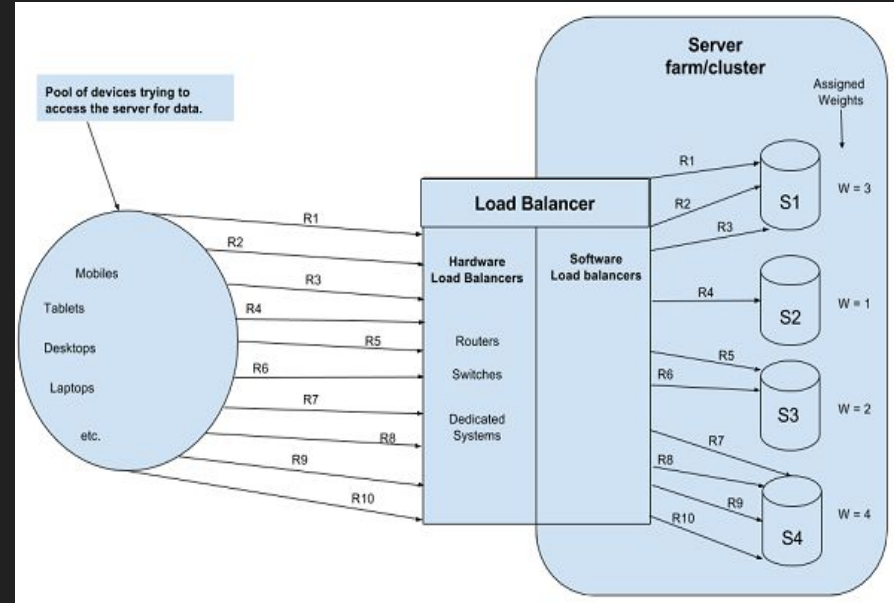 Server
farm/cluster
Assigned
Weights
Pool of devices trying to
access the server for data.
Load Balancer
Hardware
Load Balancers
Software
Load balancers
Routers
Switches
Dedicated
Systems
Mobiles
Tablets
Desktops
Laptops
etc.
R1
R2
R3
R4
R5
R6
R7
R8
R9
R10
R1
R2
R3
S1
W = 3
R4
S2
W = 1
R5
R6
S3
W = 2
R7
R8
R9
R10
S4
W = 4